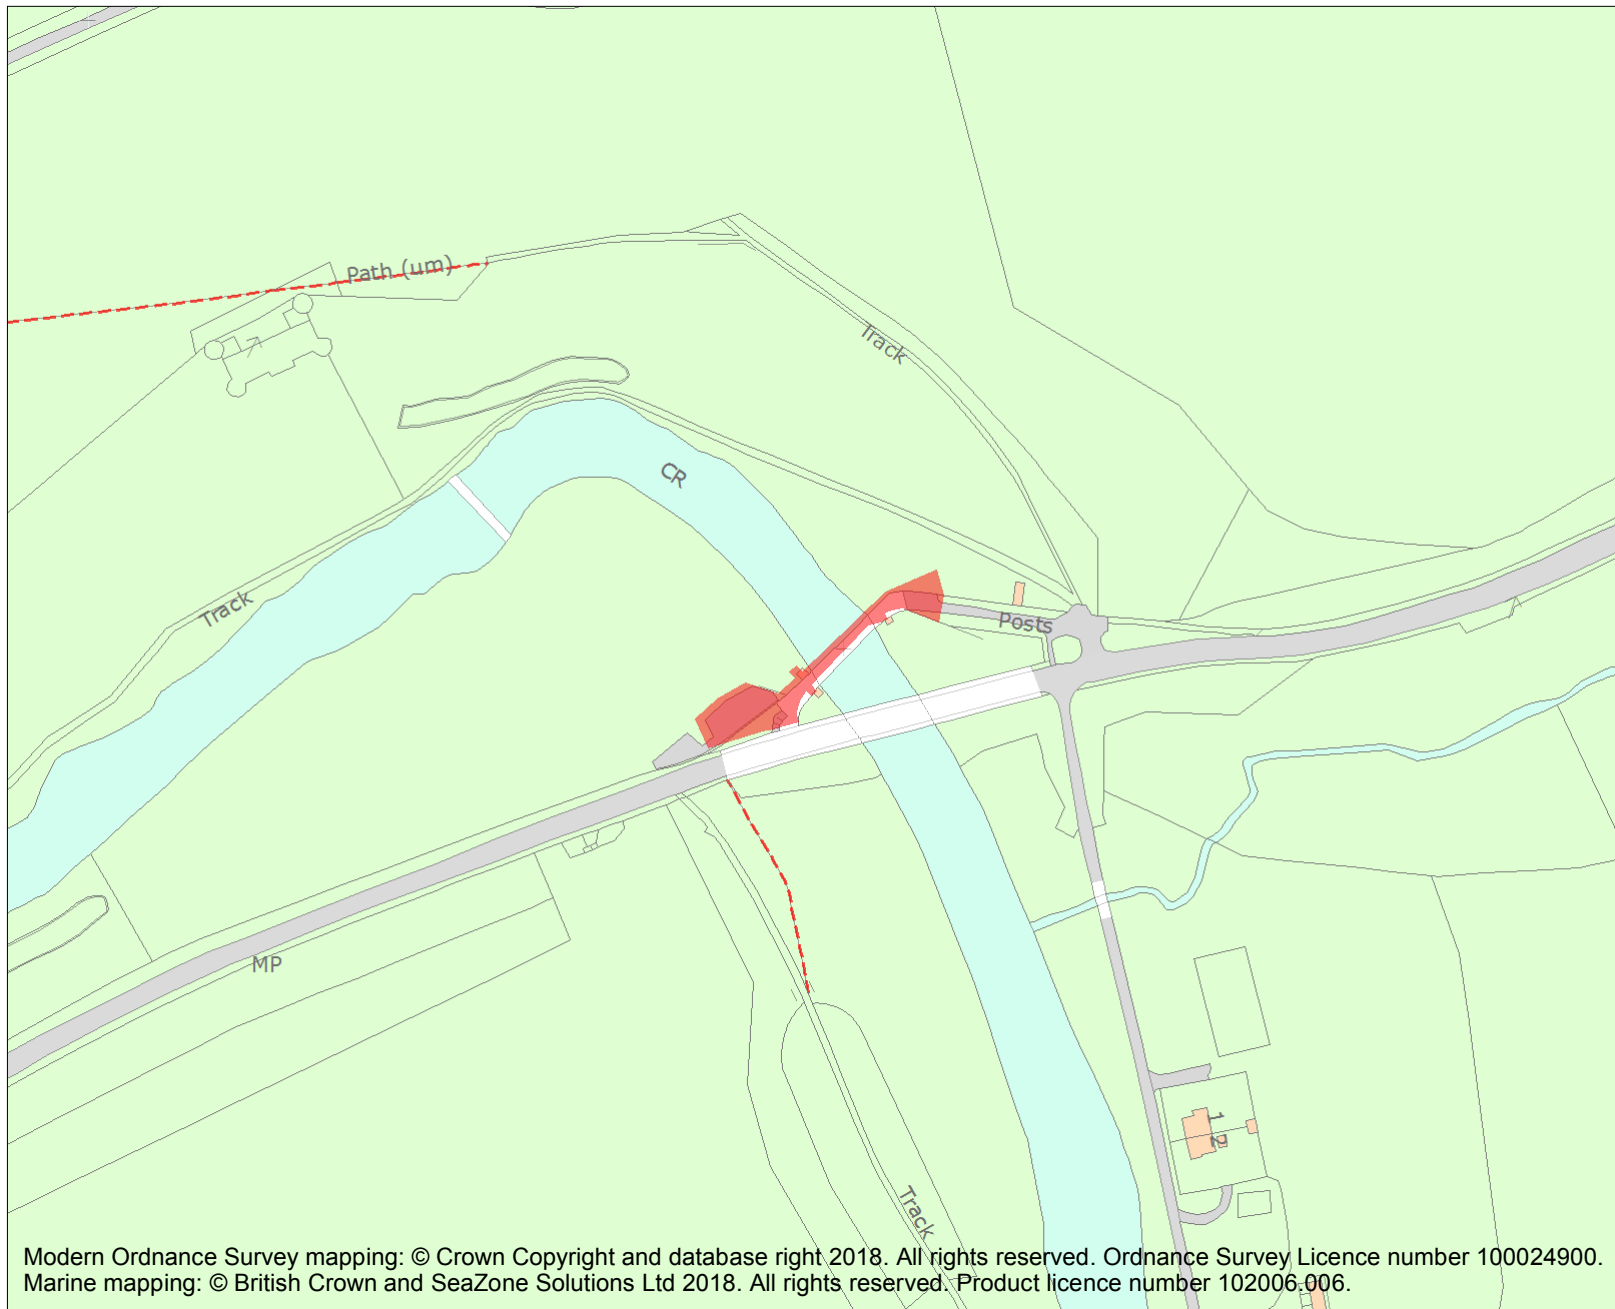 Path (um)
Track
CR
Track
Posts
MP
1
2
Track
Modern Ordnance Survey mapping: © Crown Copyright and database right 2018. All rights reserved. Ordnance Survey Licence number 100024900.
Marine mapping: © British Crown and SeaZone Solutions Ltd 2018. All rights reserved. Product licence number 102006.006.